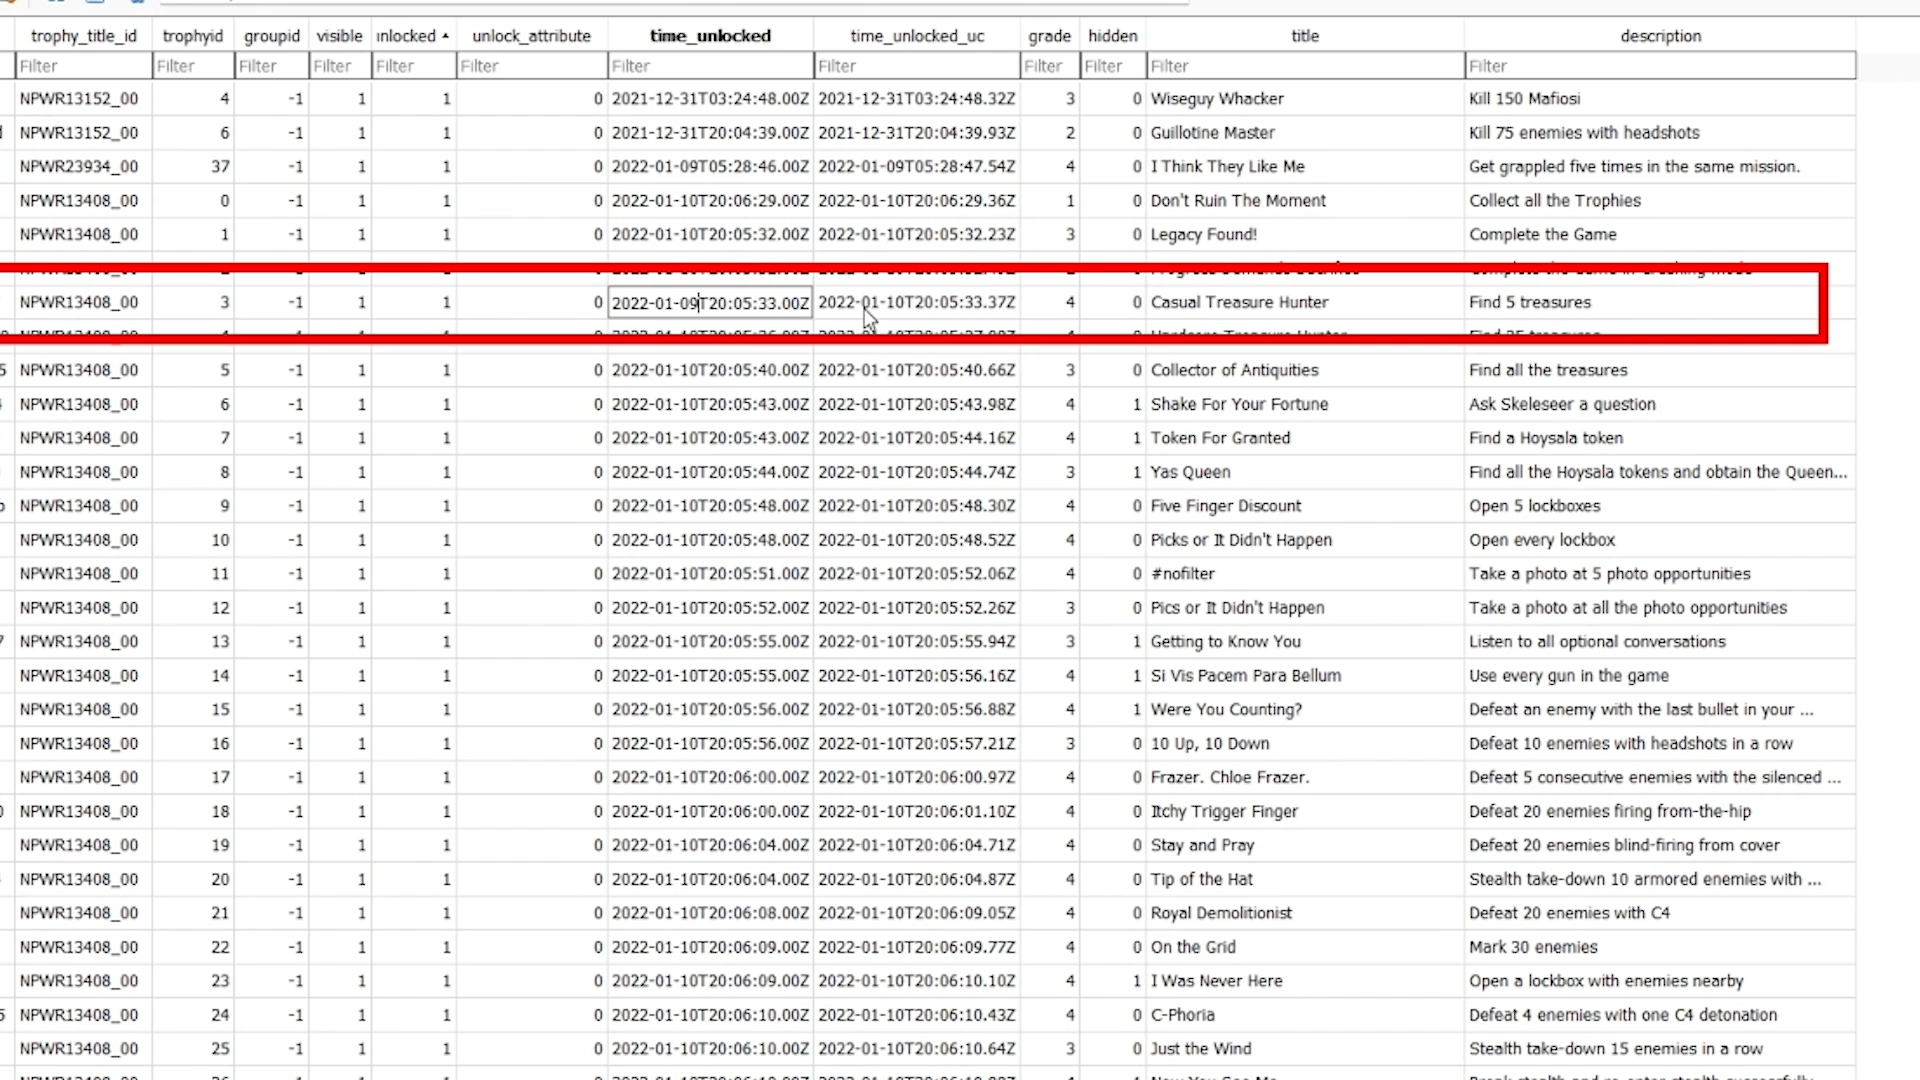 trophy_title_id trophyid groupid visible unlocked unlock_attribute time_unlocked time_unlocked_uc grade hidden title description
Filter Filter Filter Filter Filter Filter Filter Filter Filter Filter Filter Filter
NPWR13152_00 4 -1 1 1 0 2021-12-31T03:24:48.00Z 2021-12-31T03:24:48.32Z 3 0 Wiseguy Whacker Kill 150 Mafiosi
NPWR13152_00 6 -1 1 1 0 2021-12-31T20:04:39.00Z 2021-12-31T20:04:39.93Z 2 0 Guillotine Master Kill 75 enemies with headshots
NPWR23934_00 37 -1 1 1 0 2022-01-09T05:28:46.00Z 2022-01-09T05:28:47.54Z 4 0 I Think They Like Me Get grappled five times in the same mission.
NPWR13408_00 0 -1 1 1 0 2022-01-10T20:06:29.00Z 2022-01-10T20:06:29.36Z 1 0 Don't Ruin The Moment Collect all the Trophies
NPWR13408_00 1 -1 1 1 0 2022-01-10T20:05:32.00Z 2022-01-10T20:05:32.23Z 3 0 Legacy Found! Complete the Game
NPWR13408_00 3 -1 1 1 0 2022-01-09T20:05:33.00Z 2022-01-10T20:05:33.37Z 4 0 Casual Treasure Hunter Find 5 treasures
NPWR13408_00 5 -1 1 1 0 2022-01-10T20:05:40.00Z 2022-01-10T20:05:40.66Z 3 0 Collector of Antiquities Find all the treasures
NPWR13408_00 6 -1 1 1 0 2022-01-10T20:05:43.00Z 2022-01-10T20:05:43.98Z 4 1 Shake For Your Fortune Ask Skeleseer a question
NPWR13408_00 7 -1 1 1 0 2022-01-10T20:05:43.00Z 2022-01-10T20:05:44.16Z 4 1 Token For Granted Find a Hoysala token
NPWR13408_00 8 -1 1 1 0 2022-01-10T20:05:44.00Z 2022-01-10T20:05:44.74Z 3 1 Yas Queen Find all the Hoysala tokens and obtain the Queen...
NPWR13408_00 9 -1 1 1 0 2022-01-10T20:05:48.00Z 2022-01-10T20:05:48.30Z 4 0 Five Finger Discount Open 5 lockboxes
NPWR13408_00 10 -1 1 1 0 2022-01-10T20:05:48.00Z 2022-01-10T20:05:48.52Z 4 0 Picks or It Didn't Happen Open every lockbox
NPWR13408_00 11 -1 1 1 0 2022-01-10T20:05:51.00Z 2022-01-10T20:05:52.06Z 4 0 #nofilter Take a photo at 5 photo opportunities
NPWR13408_00 12 -1 1 1 0 2022-01-10T20:05:52.00Z 2022-01-10T20:05:52.26Z 3 0 Pics or It Didn't Happen Take a photo at all the photo opportunities
NPWR13408_00 13 -1 1 1 0 2022-01-10T20:05:55.00Z 2022-01-10T20:05:55.94Z 3 1 Getting to Know You Listen to all optional conversations
NPWR13408_00 14 -1 1 1 0 2022-01-10T20:05:55.00Z 2022-01-10T20:05:56.16Z 4 1 Si Vis Pacem Para Bellum Use every gun in the game
NPWR13408_00 15 -1 1 1 0 2022-01-10T20:05:56.00Z 2022-01-10T20:05:56.88Z 4 1 Were You Counting? Defeat an enemy with the last bullet in your ...
NPWR13408_00 16 -1 1 1 0 2022-01-10T20:05:56.00Z 2022-01-10T20:05:57.21Z 3 0 10 Up, 10 Down Defeat 10 enemies with headshots in a row
NPWR13408_00 17 -1 1 1 0 2022-01-10T20:06:00.00Z 2022-01-10T20:06:00.97Z 4 0 Frazer. Chloe Frazer. Defeat 5 consecutive enemies with the silenced ...
NPWR13408_00 18 -1 1 1 0 2022-01-10T20:06:00.00Z 2022-01-10T20:06:01.10Z 4 0 Itchy Trigger Finger Defeat 20 enemies firing from-the-hip
NPWR13408_00 19 -1 1 1 0 2022-01-10T20:06:04.00Z 2022-01-10T20:06:04.71Z 4 0 Stay and Pray Defeat 20 enemies blind-firing from cover
NPWR13408_00 20 -1 1 1 0 2022-01-10T20:06:04.00Z 2022-01-10T20:06:04.87Z 4 0 Tip of the Hat Stealth take-down 10 armored enemies with ...
NPWR13408_00 21 -1 1 1 0 2022-01-10T20:06:08.00Z 2022-01-10T20:06:09.05Z 4 0 Royal Demolitionist Defeat 20 enemies with C4
NPWR13408_00 22 -1 1 1 0 2022-01-10T20:06:09.00Z 2022-01-10T20:06:09.77Z 4 0 On the Grid Mark 30 enemies
NPWR13408_00 23 -1 1 1 0 2022-01-10T20:06:09.00Z 2022-01-10T20:06:10.10Z 4 1 I Was Never Here Open a lockbox with enemies nearby
NPWR13408_00 24 -1 1 1 0 2022-01-10T20:06:10.00Z 2022-01-10T20:06:10.43Z 4 0 C-Phoria Defeat 4 enemies with one C4 detonation
NPWR13408_00 25 -1 1 1 0 2022-01-10T20:06:10.00Z 2022-01-10T20:06:10.64Z 3 0 Just the Wind Stealth take-down 15 enemies in a row